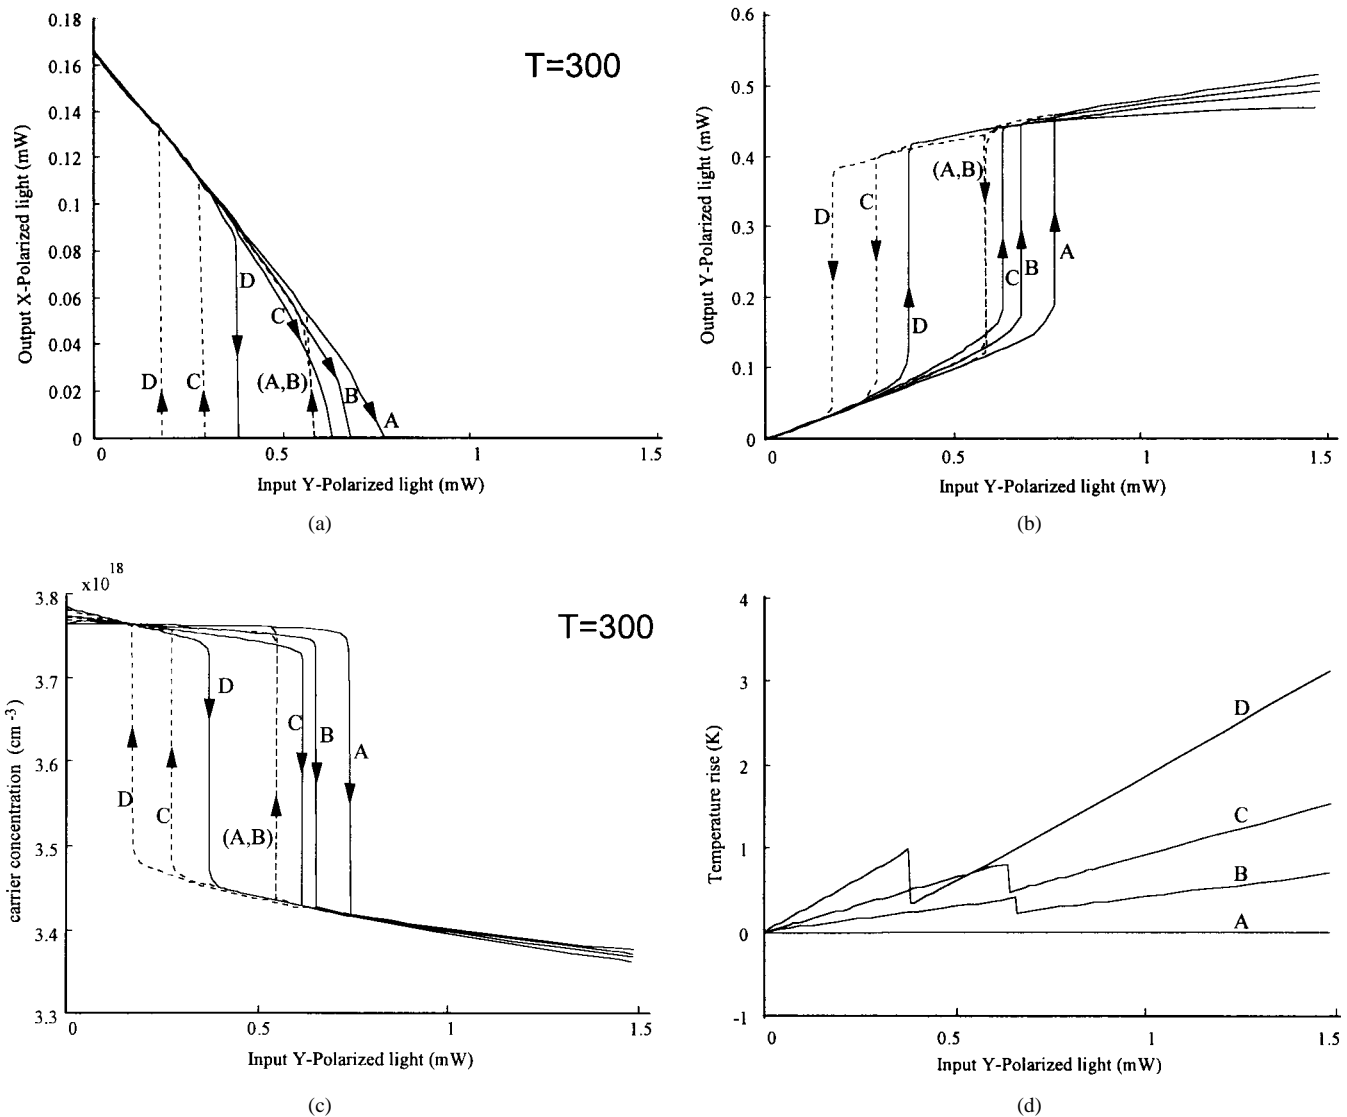 0.18
0.16
0.14
0.12
0.1
0.08
0.06
0.04
0.02
0
Output X-Polarized light (mW)
T=300
D
C
(A,B)
D
C
B
A
0
0.5
1
1.5
Input Y-Polarized light (mW)
(a)
0.6
0.5
0.4
0.3
0.2
0.1
0
Output Y-Polarized light (mW)
(A,B)
D
C
D
C
B
A
0
0.5
1
1.5
Input Y-Polarized light (mW)
(b)
x10 18
3.8
3.7
3.6
3.5
3.4
3.3
carrier concentration (cm -3)
T=300
D
C
B
A
D
C
(A,B)
0
0.5
1
1.5
Input Y-Polarized light (mW)
(c)
4
3
2
1
0
-1
Temperature rise (K)
D
C
B
A
0
0.5
1
1.5
Input Y-Polarized light (mW)
(d)